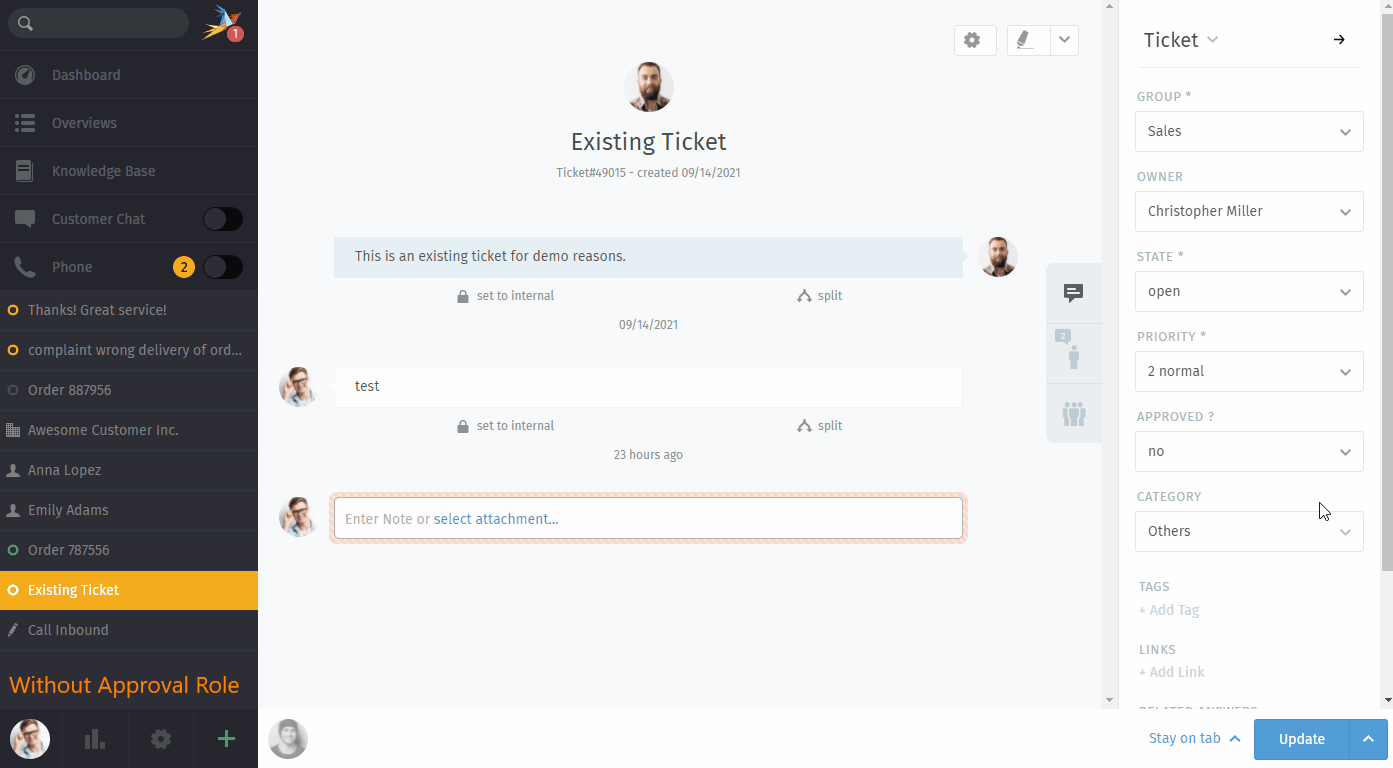 1
Dashboard
Overviews
Knowledge Base
Customer Chat
Phone
2
Thanks! Great service!
complaint wrong delivery of ord...
Order 887956
Awesome Customer Inc.
Anna Lopez
Emily Adams
Order 787556
Existing Ticket
Call Inbound
Without Approval Role
Existing Ticket
Ticket#49015 - created 09/14/2021
This is an existing ticket for demo reasons.
set to internal
split
09/14/2021
test
set to internal
split
23 hours ago
Enter Note or select attachment...
2
Ticket
GROUP *
Sales
OWNER
Christopher Miller
STATE *
open
PRIORITY *
2 normal
APPROVED ?
no
CATEGORY
Others
TAGS
+ Add Tag
LINKS
+ Add Link
RELATED ANSWERS
Stay on tab
Update